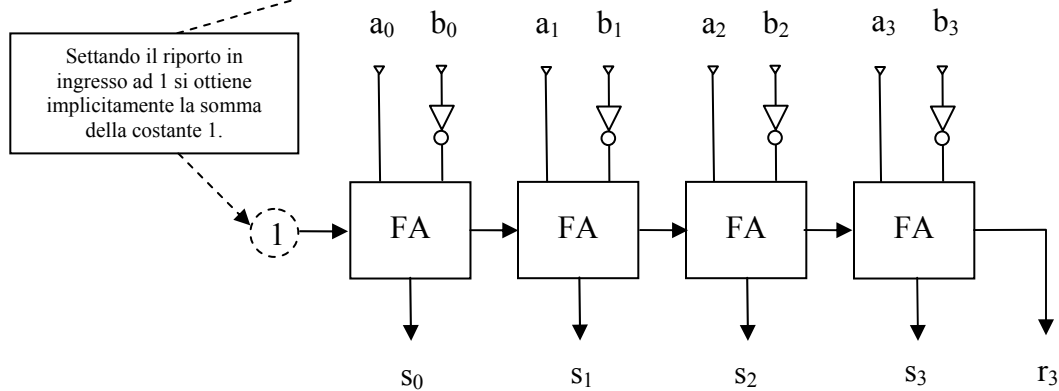 a₀ b₀ a₁ b₁ a₂ b₂ a₃ b₃
Settando il riporto in
ingresso ad 1 si ottiene
implicitamente la somma
della costante 1.
1 FA FA FA FA
s₀ s₁ s₂ s₃ r₃